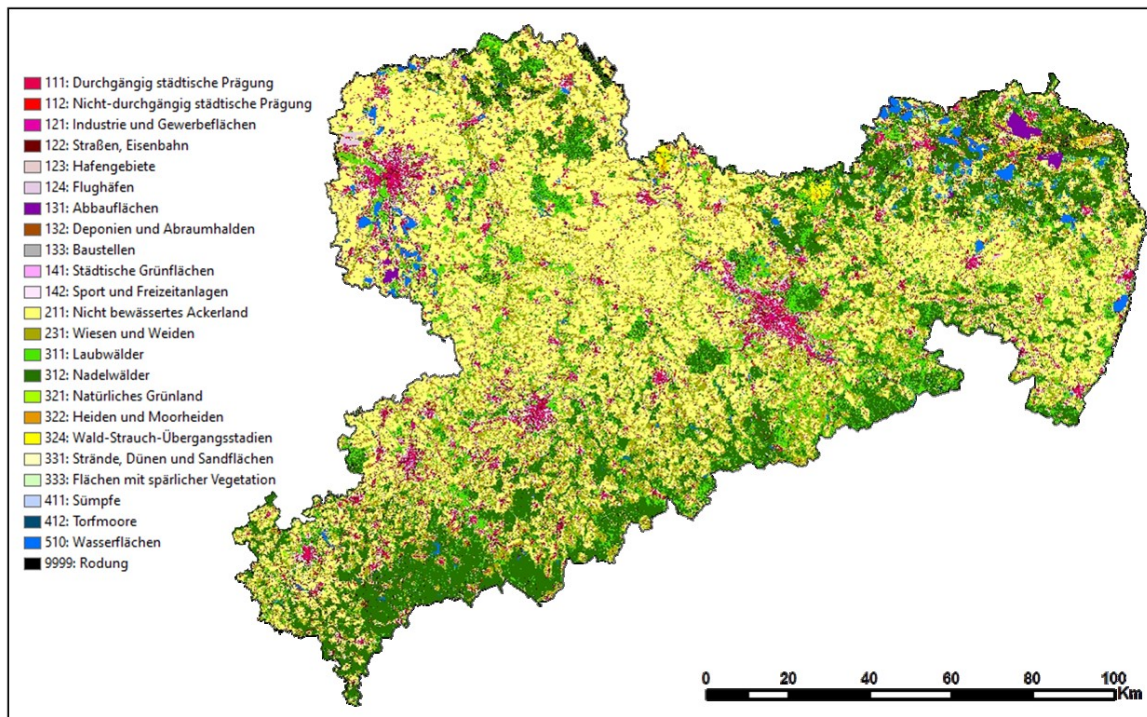 111: Durchgängig städtische Prägung
112: Nicht-durchgängig städtische Prägung
121: Industrie und Gewerbeflächen
122: Straßen, Eisenbahn
123: Hafengebiete
124: Flughäfen
131: Abbauflächen
132: Deponien und Abraumhalden
133: Baustellen
141: Städtische Grünflächen
142: Sport und Freizeitanlagen
211: Nicht bewässertes Ackerland
231: Wiesen und Weiden
311: Laubwälder
312: Nadelwälder
321: Natürliches Grünland
322: Heiden und Moorheiden
324: Wald-Strauch-Übergangsstadien
331: Strände, Dünen und Sandflächen
333: Flächen mit spärlicher Vegetation
411: Sümpfe
412: Torfmoore
510: Wasserflächen
9999: Rodung
0 20 40 60 80 100
Km